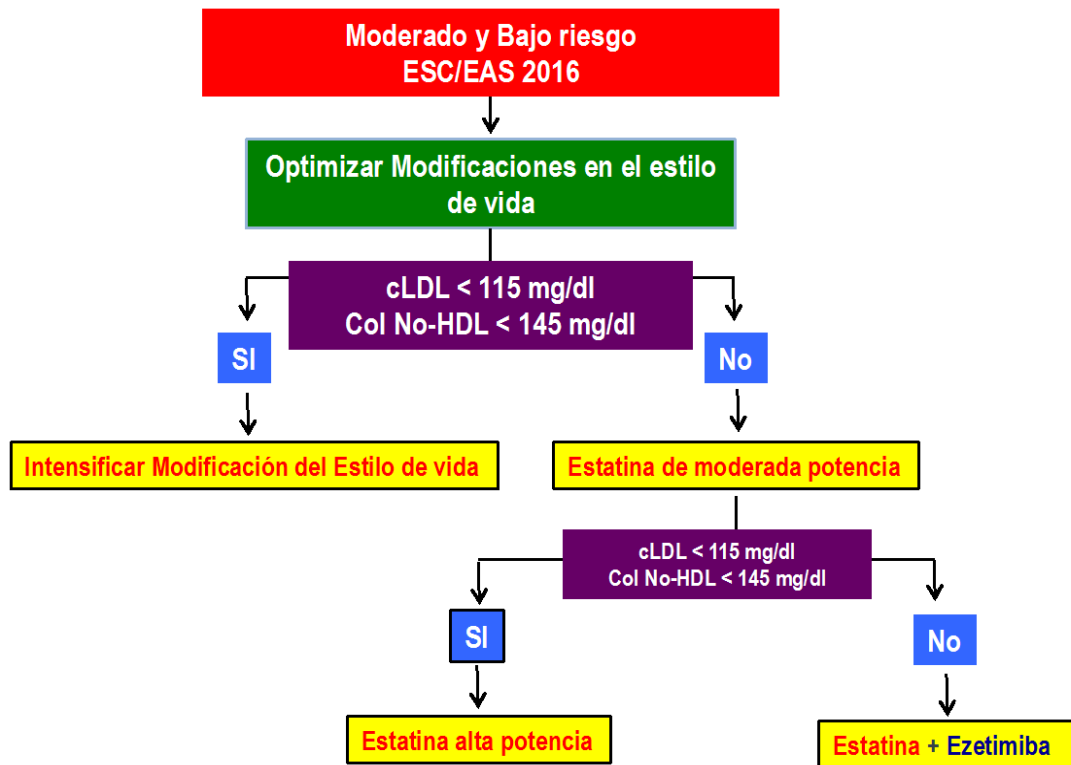 Moderado y Bajo riesgo
ESC/EAS 2016
Optimizar Modificaciones en el estilo
de vida
cLDL < 115 mg/dl
Col No-HDL < 145 mg/dl
SI
No
Intensificar Modificación del Estilo de vida
Estatina de moderada potencia
cLDL < 115 mg/dl
Col No-HDL < 145 mg/dl
SI
No
Estatina alta potencia
Estatina + Ezetimiba